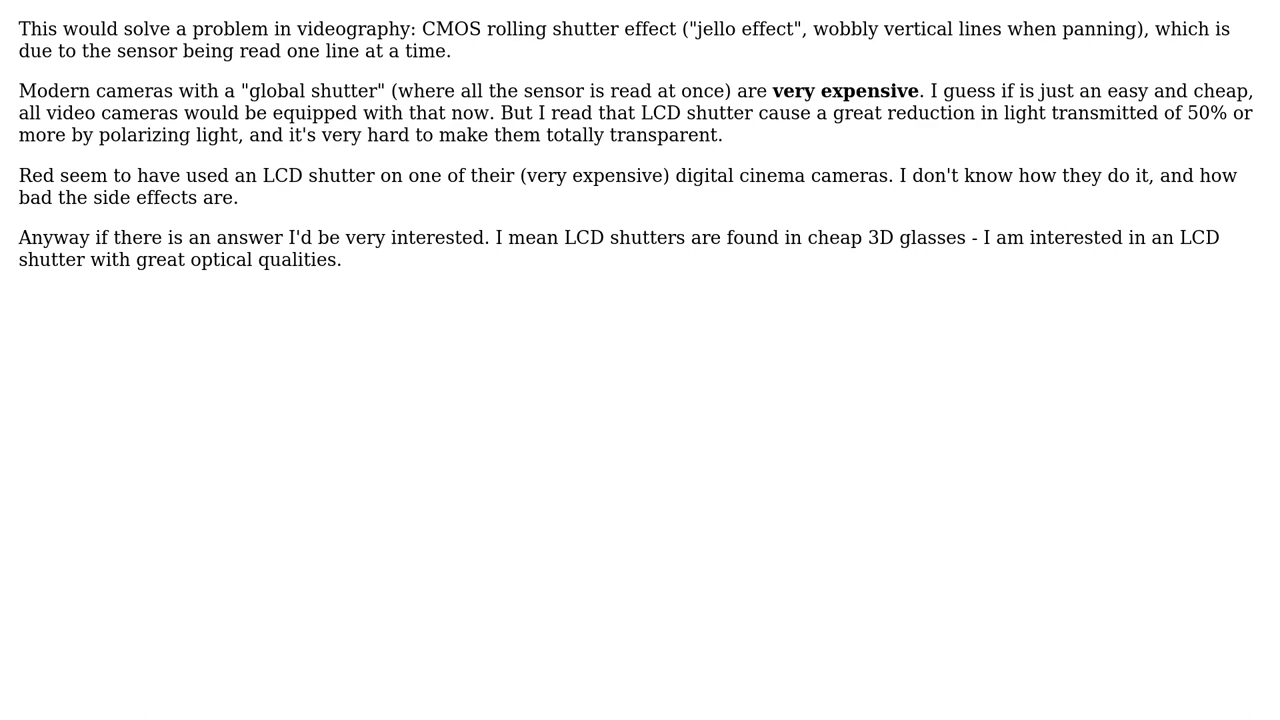 This would solve a problem in videography: CMOS rolling shutter effect ("jello effect", wobbly vertical lines when panning), which is
due to the sensor being read one line at a time.
Modern cameras with a "global shutter" (where all the sensor is read at once) are very expensive. I guess if is just an easy and cheap,
all video cameras would be equipped with that now. But I read that LCD shutter cause a great reduction in light transmitted of 50% or
more by polarizing light, and it's very hard to make them totally transparent.
Red seem to have used an LCD shutter on one of their (very expensive) digital cinema cameras. I don't know how they do it, and how
bad the side effects are.
Anyway if there is an answer I'd be very interested. I mean LCD shutters are found in cheap 3D glasses - I am interested in an LCD
shutter with great optical qualities.